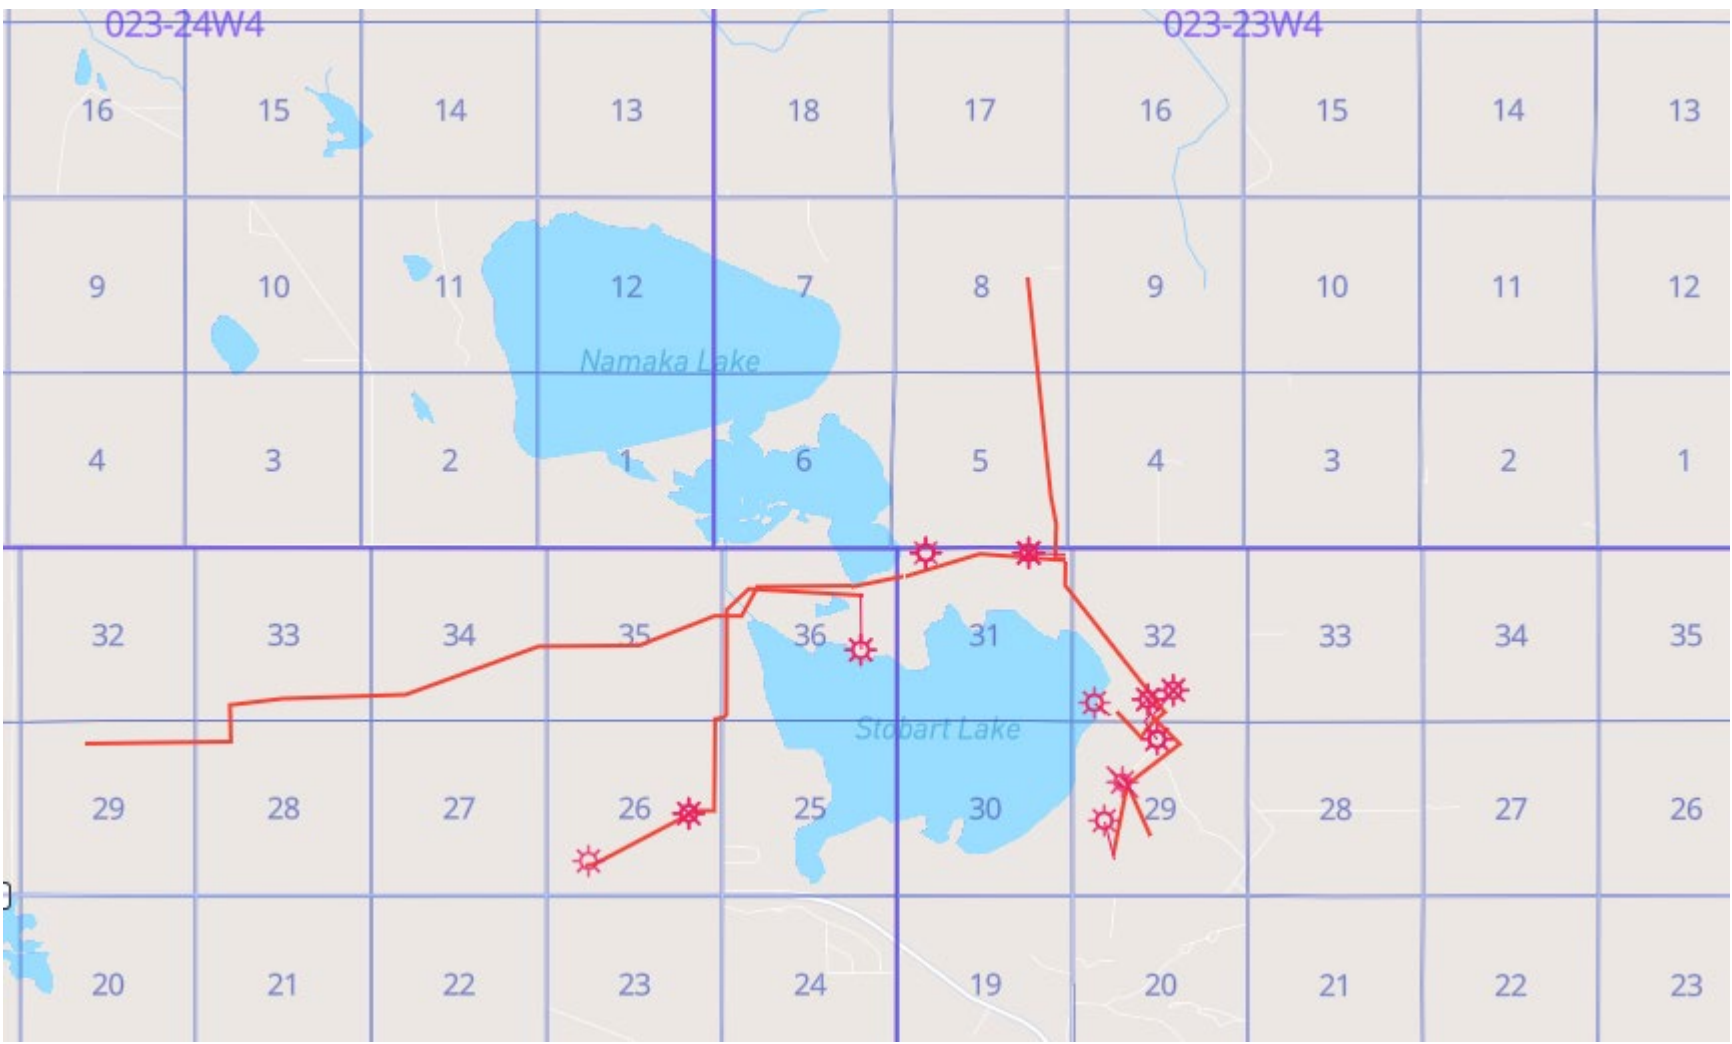 023-24W4 023-23W4
16 15 14 13 18 17 16 15 14 13
9 10 11 12 7 8 9 10 11 12
Namaka Lake
4 3 2 1 6 5 4 3 2 1
32 33 34 35 36 31 32 33 34 35
Stobart Lake
29 28 27 26 25 30 29 28 27 26
20 21 22 23 24 19 20 21 22 23